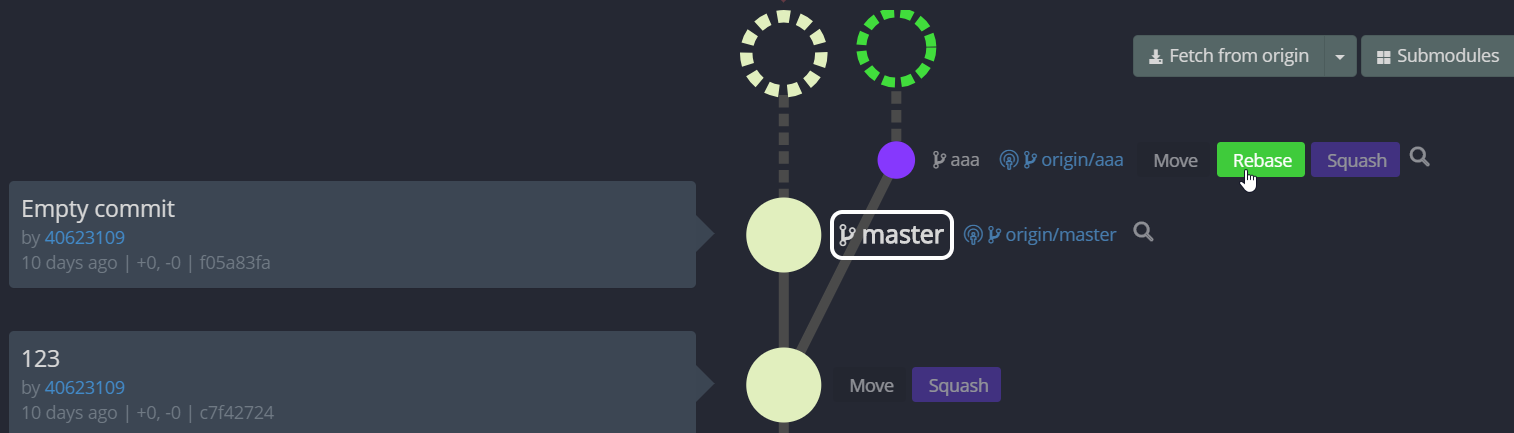 Fetch from origin
Submodules
aaa origin/aaa Move Rebase Squash
Empty commit
by 40623109
10 days ago | +0, -0 | f05a83fa
master origin/master
123
by 40623109
10 days ago | +0, -0 | c7f42724
Move Squash